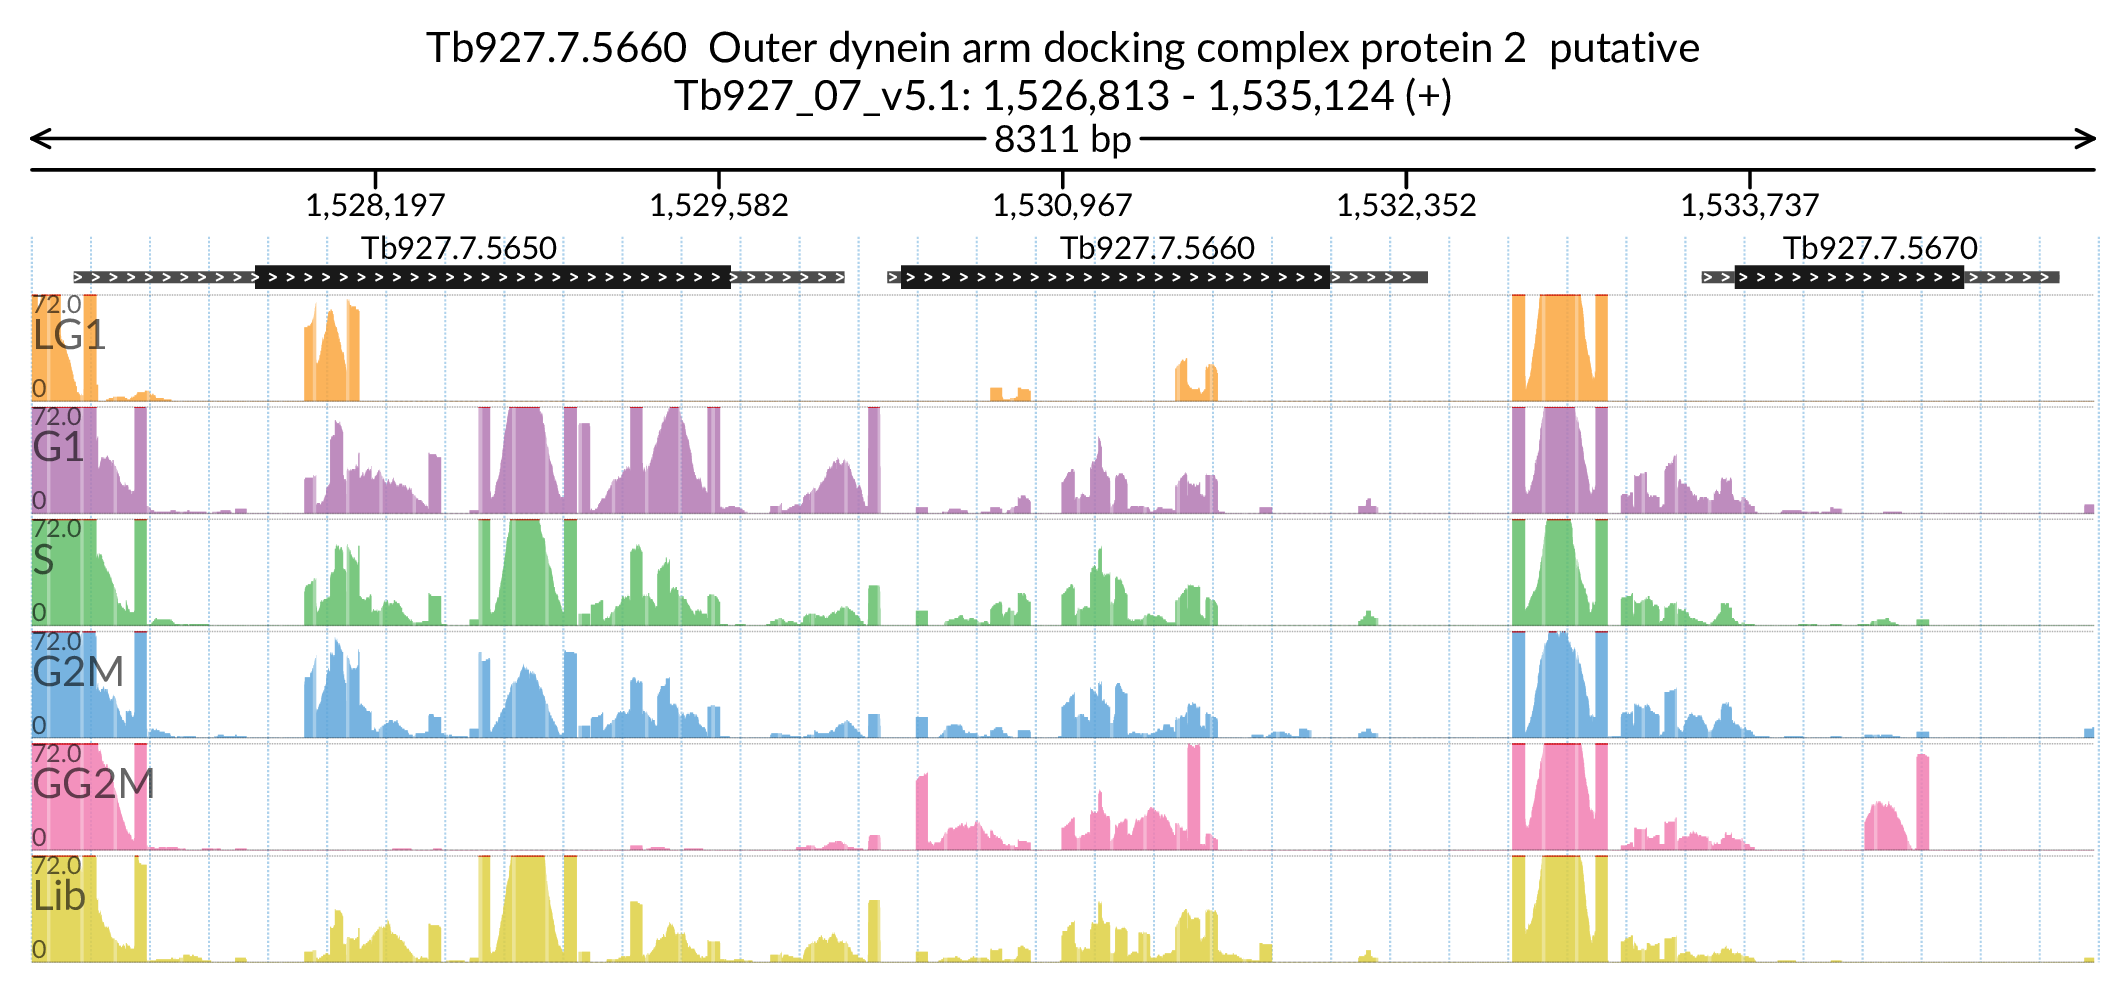 Tb927.7.5660 Outer dynein arm docking complex protein 2 putative
Tb927_07_v5.1: 1,526,813 - 1,535,124 (+)
8311 bp
1,528,197 1,529,582 1,530,967 1,532,352 1,533,737
Tb927.7.5650 Tb927.7.5660 Tb927.7.5670
72.0
LG1
0
72.0
G1
0
72.0
S
0
72.0
G2M
0
72.0
GG2M
0
72.0
Lib
0